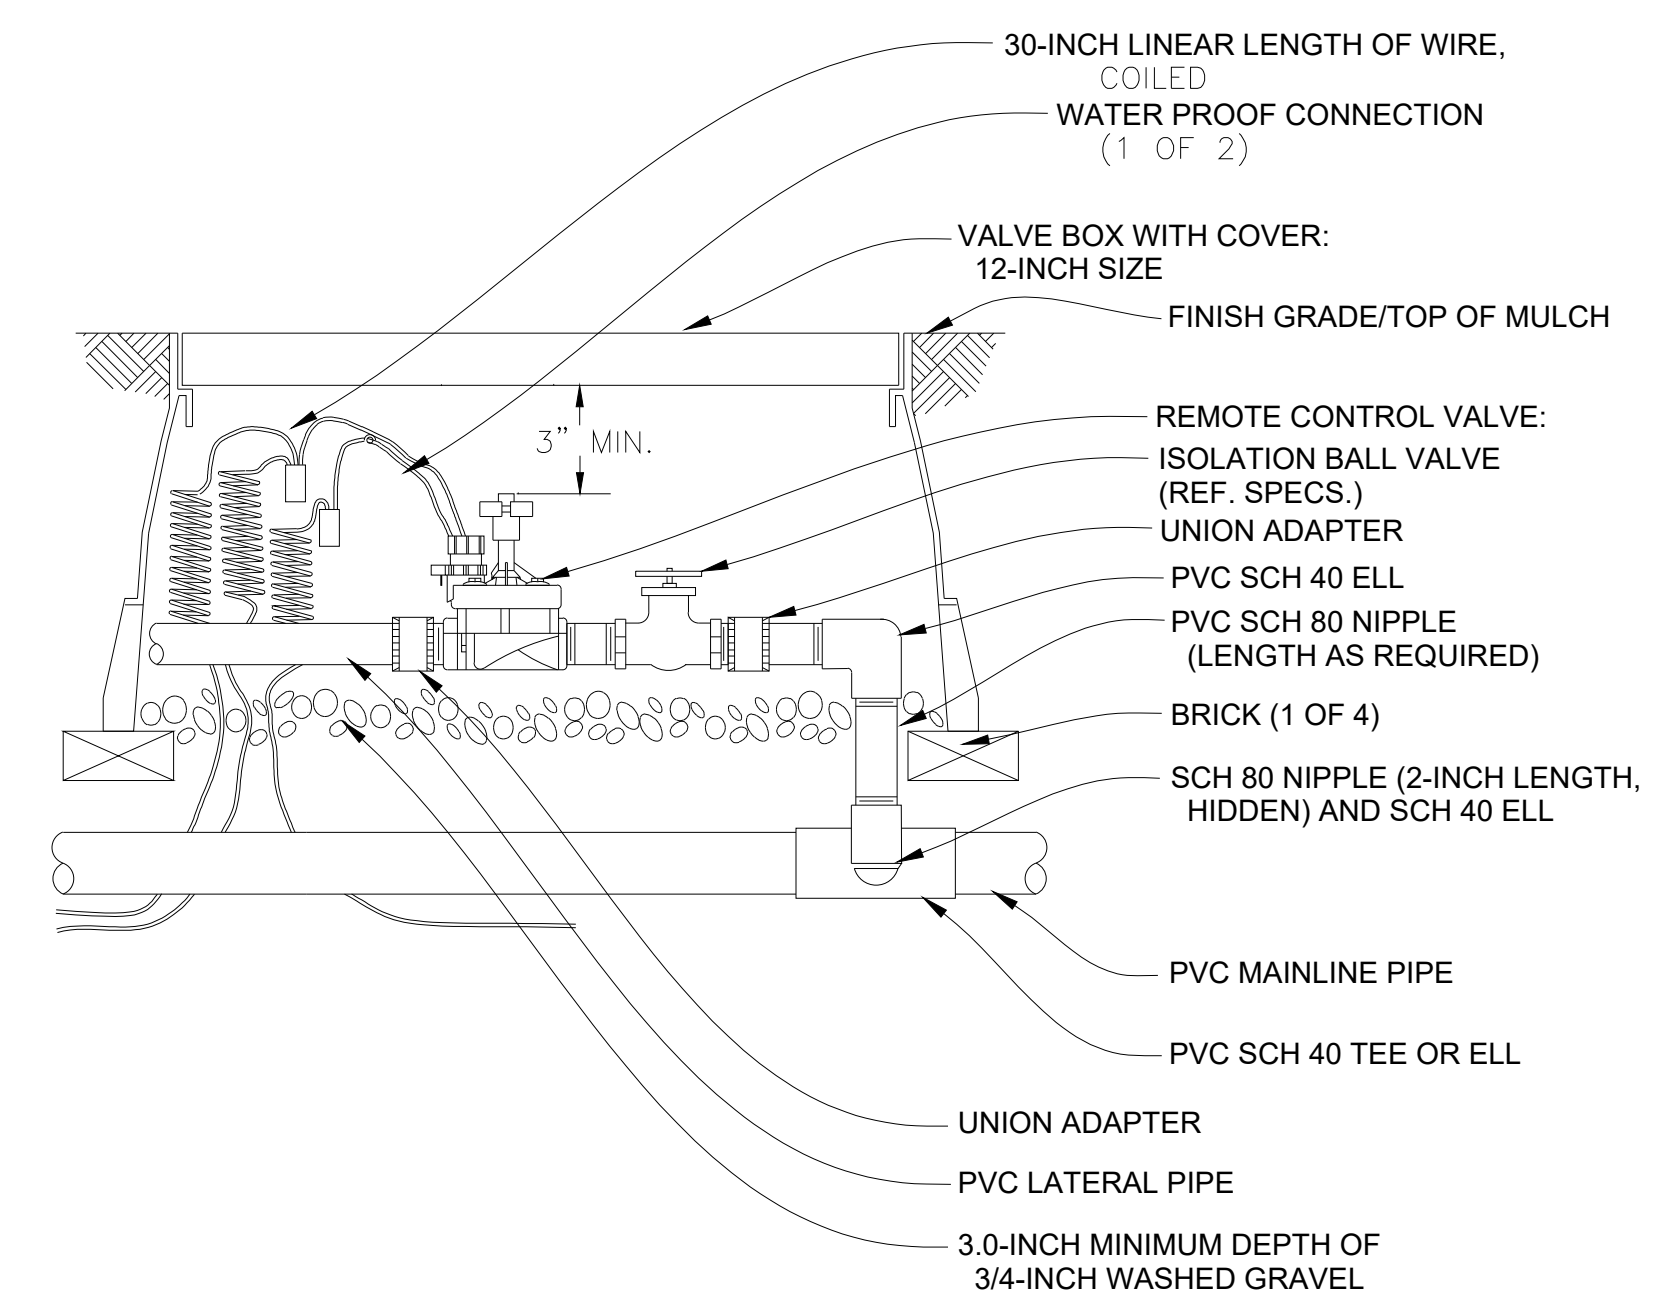 30-INCH LINEAR LENGTH OF WIRE,
COILED
WATER PROOF CONNECTION
(1 OF 2)
VALVE BOX WITH COVER:
12-INCH SIZE
FINISH GRADE/TOP OF MULCH
3” MIN.
REMOTE CONTROL VALVE:
ISOLATION BALL VALVE
(REF. SPECS.)
UNION ADAPTER
PVC SCH 40 ELL
PVC SCH 80 NIPPLE
(LENGTH AS REQUIRED)
BRICK (1 OF 4)
SCH 80 NIPPLE (2-INCH LENGTH,
HIDDEN) AND SCH 40 ELL
PVC MAINLINE PIPE
PVC SCH 40 TEE OR ELL
UNION ADAPTER
PVC LATERAL PIPE
3.0-INCH MINIMUM DEPTH OF
3/4-INCH WASHED GRAVEL